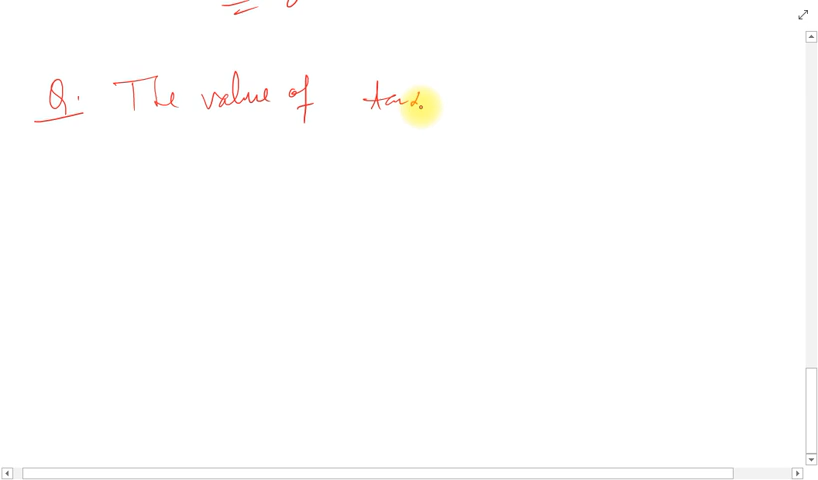 Q. The value of tan